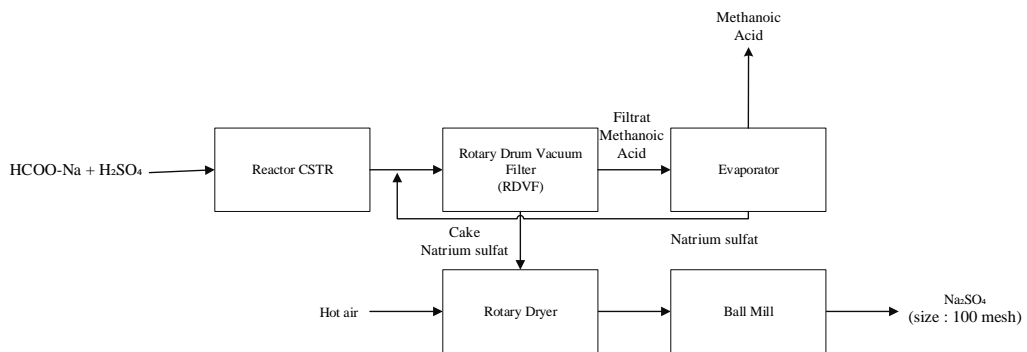 Methanoic
Acid
HCOO-Na + H₂SO₄
Reactor CSTR
Rotary Drum Vacuum
Filter
(RDVF)
Filtrat
Methanoic
Acid
Evaporator
Cake
Natrium sulfat
Natrium sulfat
Hot air
Rotary Dryer
Ball Mill
Na₂SO₄
(size : 100 mesh)